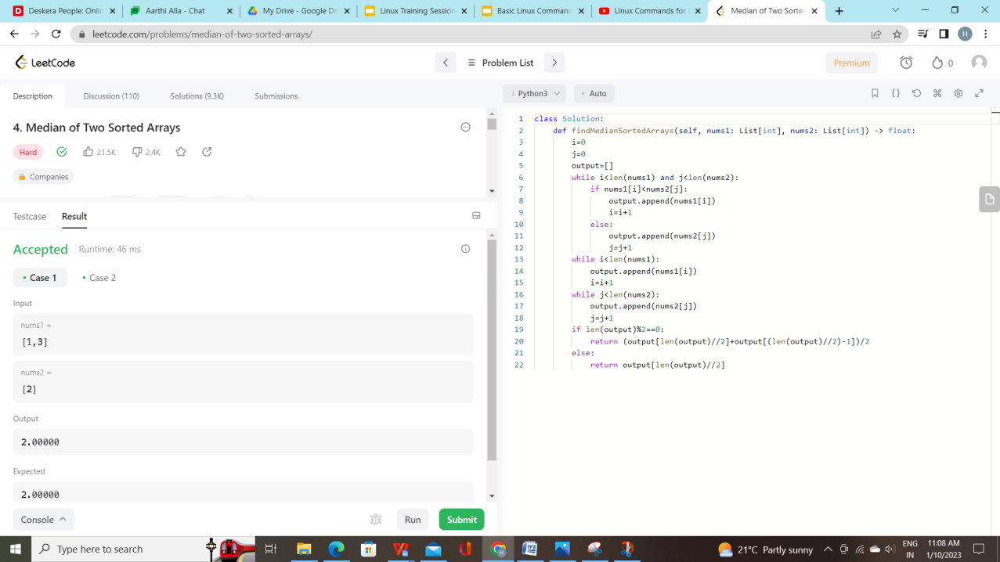 Deskera People: Onlin
Aarthi Alla - Chat
My Drive - Google Dri
Linux Training Session
Basic Linux Command
Linux Commands for
Median of Two Sorted
leetcode.com/problems/median-of-two-sorted-arrays/
H
LeetCode
Problem List
Premium
0
Description
Discussion (110)
Solutions (9.3K)
Submissions
i Python3
• Auto
4. Median of Two Sorted Arrays
Hard
21.5K
2.4K
Companies
Testcase
Result
Accepted Runtime: 46 ms
• Case 1
• Case 2
Input
nums1 =
[1,3]
nums2 =
[2]
Output
2.00000
Expected
2.00000
Console
Run
Submit
1 class Solution:
2 def findMedianSortedArrays(self, nums1: List[int], nums2: List[int]) -> float:
3 i=0
4 j=0
5 output=[]
6 while i<len(nums1) and j<len(nums2):
7 if nums1[i]<nums2[j]:
8 output.append(nums1[i])
9 i=i+1
10 else:
11 output.append(nums2[j])
12 j=j+1
13 while i<len(nums1):
14 output.append(nums1[i])
15 i=i+1
16 while j<len(nums2):
17 output.append(nums2[j])
18 j=j+1
19 if len(output)%2==0:
20 return (output[len(output)//2]+output[(len(output)//2)-1])/2
21 else:
22 return output[len(output)//2]
Type here to search
21°C Partly sunny
ENG
IN
11:08 AM
1/10/2023